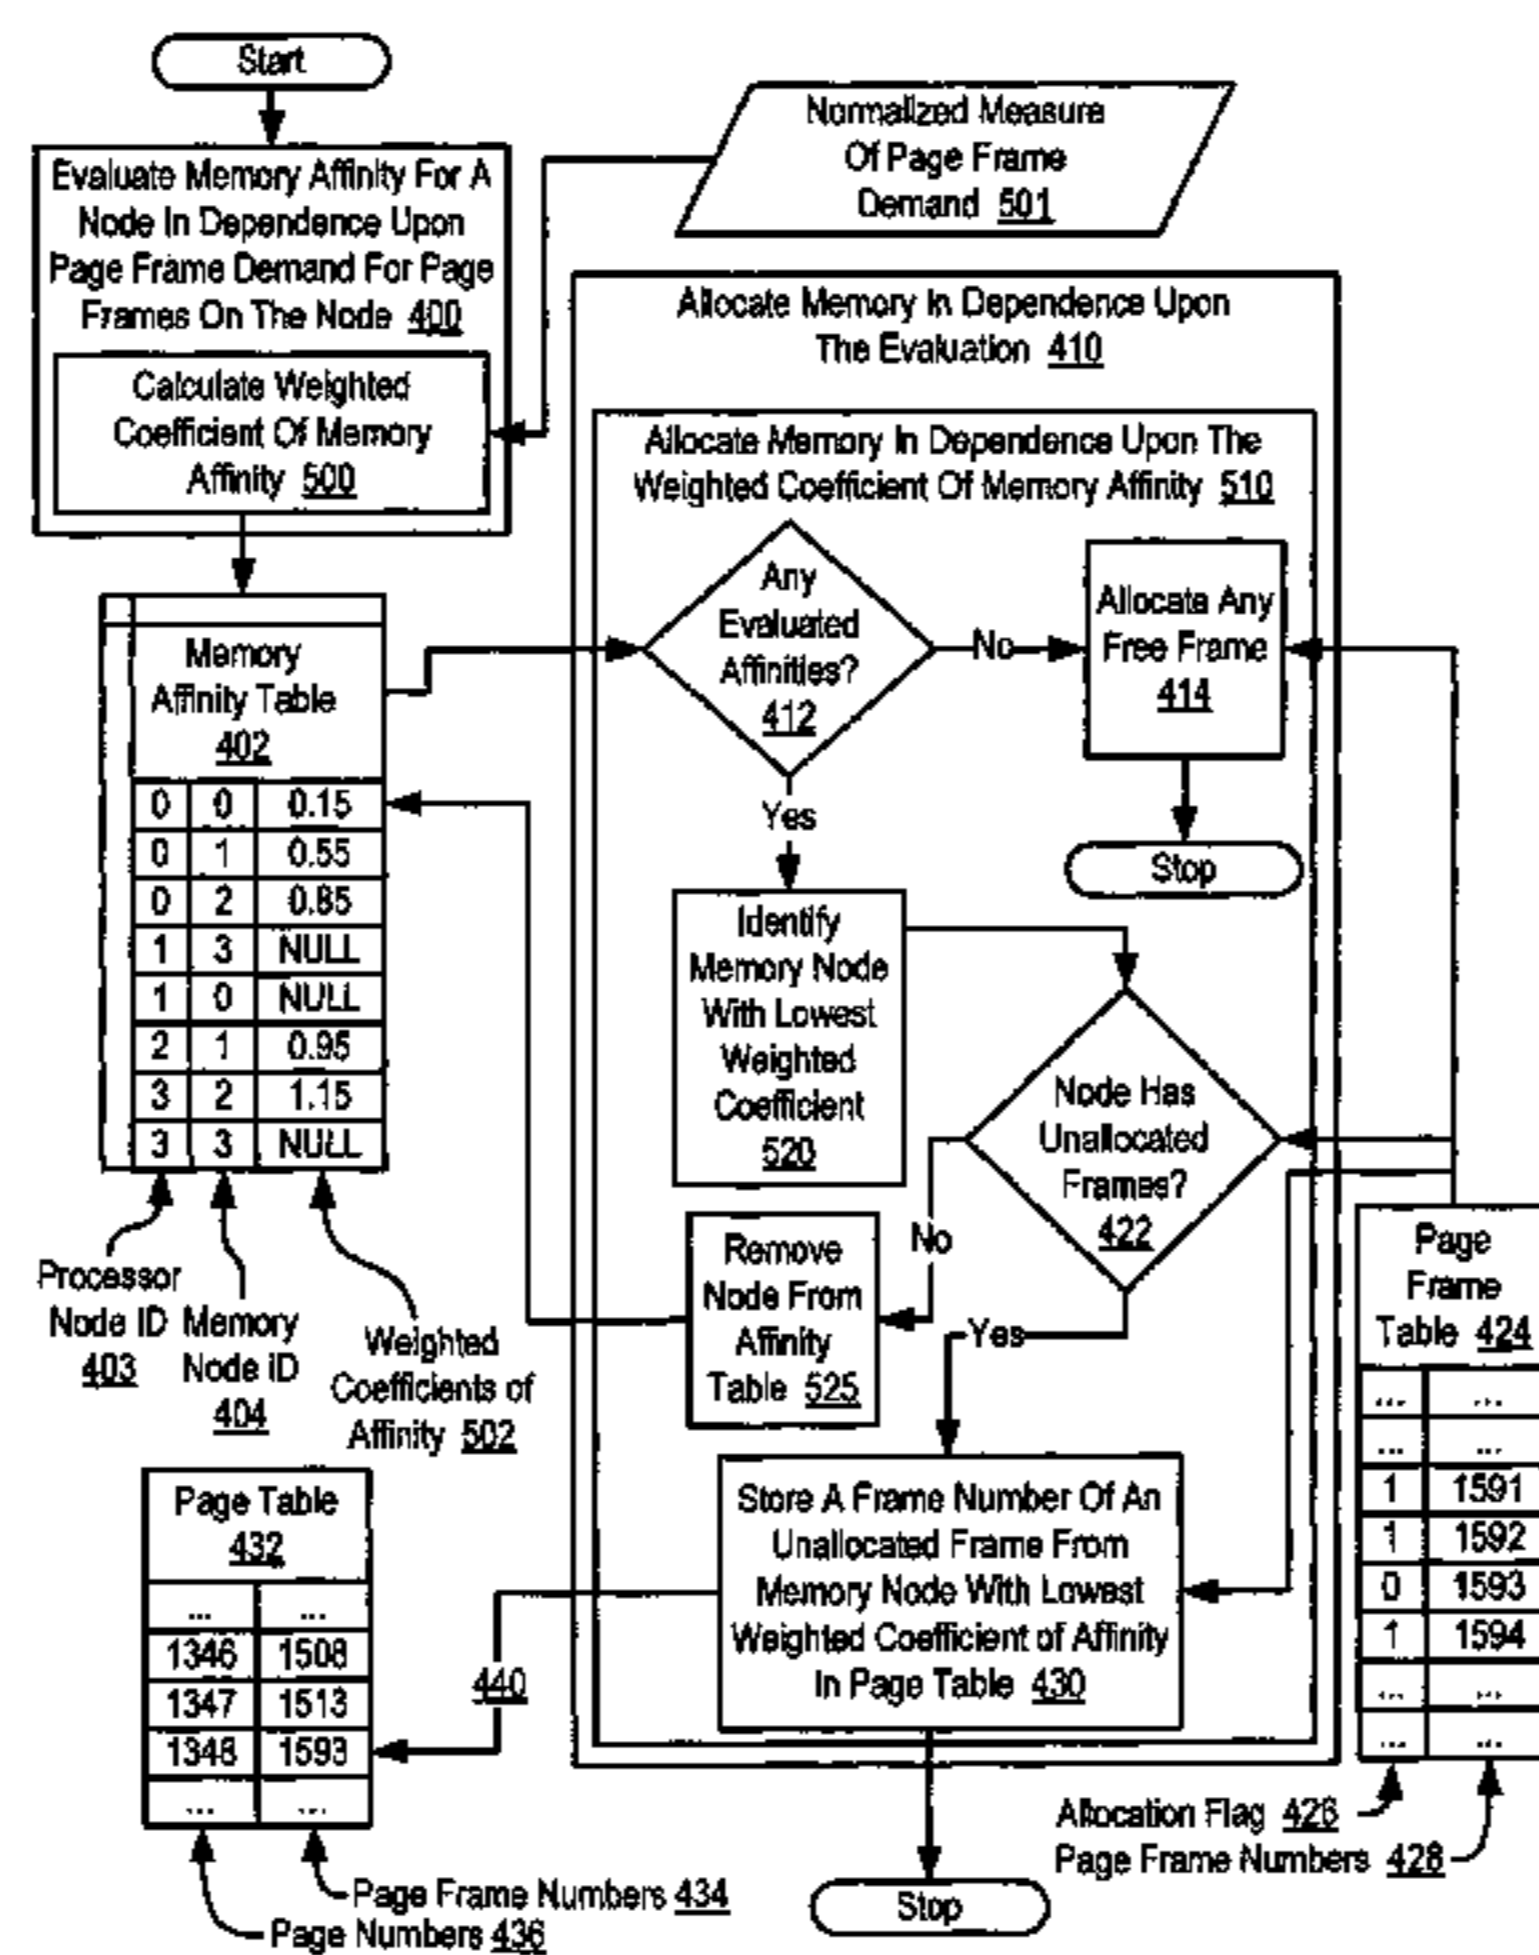 Start
Normalized Measure
Of Page Frame
Demand 501
Evaluate Memory Affinity For A
Node In Dependence Upon
Page Frame Demand For Page
Frames On The Node 400
Calculate Weighted
Coefficient Of Memory
Affinity 500
Allocate Memory In Dependence Upon
The Evaluation 410
Allocate Memory In Dependence Upon The
Weighted Coefficient Of Memory Affinity 510
Any
Evaluated
Affinities?
412
No
Allocate Any
Free Frame
414
Yes
Stop
Memory
Affinity Table
402
0 0 0.15
0 1 0.55
0 2 0.85
1 3 NULL
1 0 NULL
2 1 0.95
3 2 1.15
3 3 NULL
Processor
Node ID
403
Memory
Node ID
404
Weighted
Coefficients of
Affinity 502
Identify
Memory Node
With Lowest
Weighted
Coefficient
520
Node Has
Unallocated
Frames?
422
No
Yes
Remove
Node From
Affinity
Table 525
Store A Frame Number Of An
Unallocated Frame From
Memory Node With Lowest
Weighted Coefficient of Affinity
In Page Table 430
Page
Frame
Table 424
... ...
... ...
1 1591
1 1592
0 1593
1 1594
... ...
... ...
Allocation Flag 426
Page Frame Numbers 428
Page Table
432
... ...
1346 1508
1347 1513
1348 1593
... ...
440
Page Frame Numbers 434
Page Numbers 436
Stop